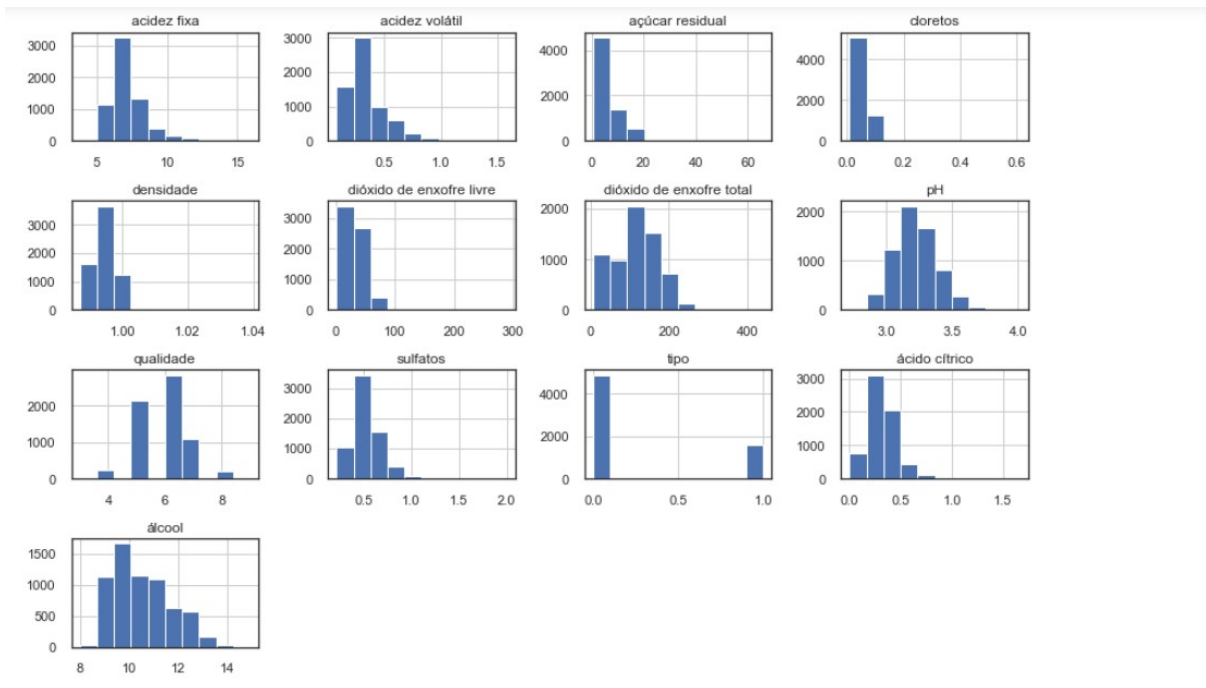 acidez fixa
3000
2000
1000
0
5 10 15
acidez volátil
3000
2000
1000
0
0.5 1.0 1.5
açúcar residual
4000
2000
0
0 20 40 60
cloretos
4000
2000
0
0.0 0.2 0.4 0.6
densidade
3000
2000
1000
0
1.00 1.02 1.04
dióxido de enxofre livre
3000
2000
1000
0
0 100 200 300
dióxido de enxofre total
2000
1000
0
0 200 400
pH
2000
1000
0
3.0 3.5 4.0
qualidade
2000
1000
0
4 6 8
sulfatos
3000
2000
1000
0
0.5 1.0 1.5 2.0
tipo
4000
2000
0
0.0 0.5 1.0
ácido cítrico
3000
2000
1000
0
0.0 0.5 1.0 1.5
álcool
1500
1000
500
0
8 10 12 14